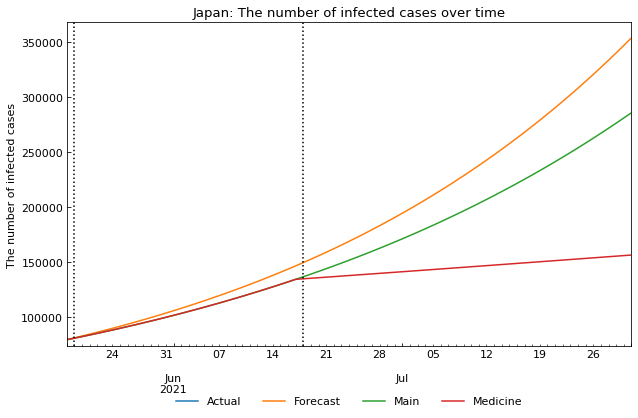 Japan: The number of infected cases over time
The number of infected cases
350000
300000
250000
200000
150000
100000
24 31 07 14 21 28 05 12 19 26
Jun Jul
2021
Actual Forecast Main Medicine